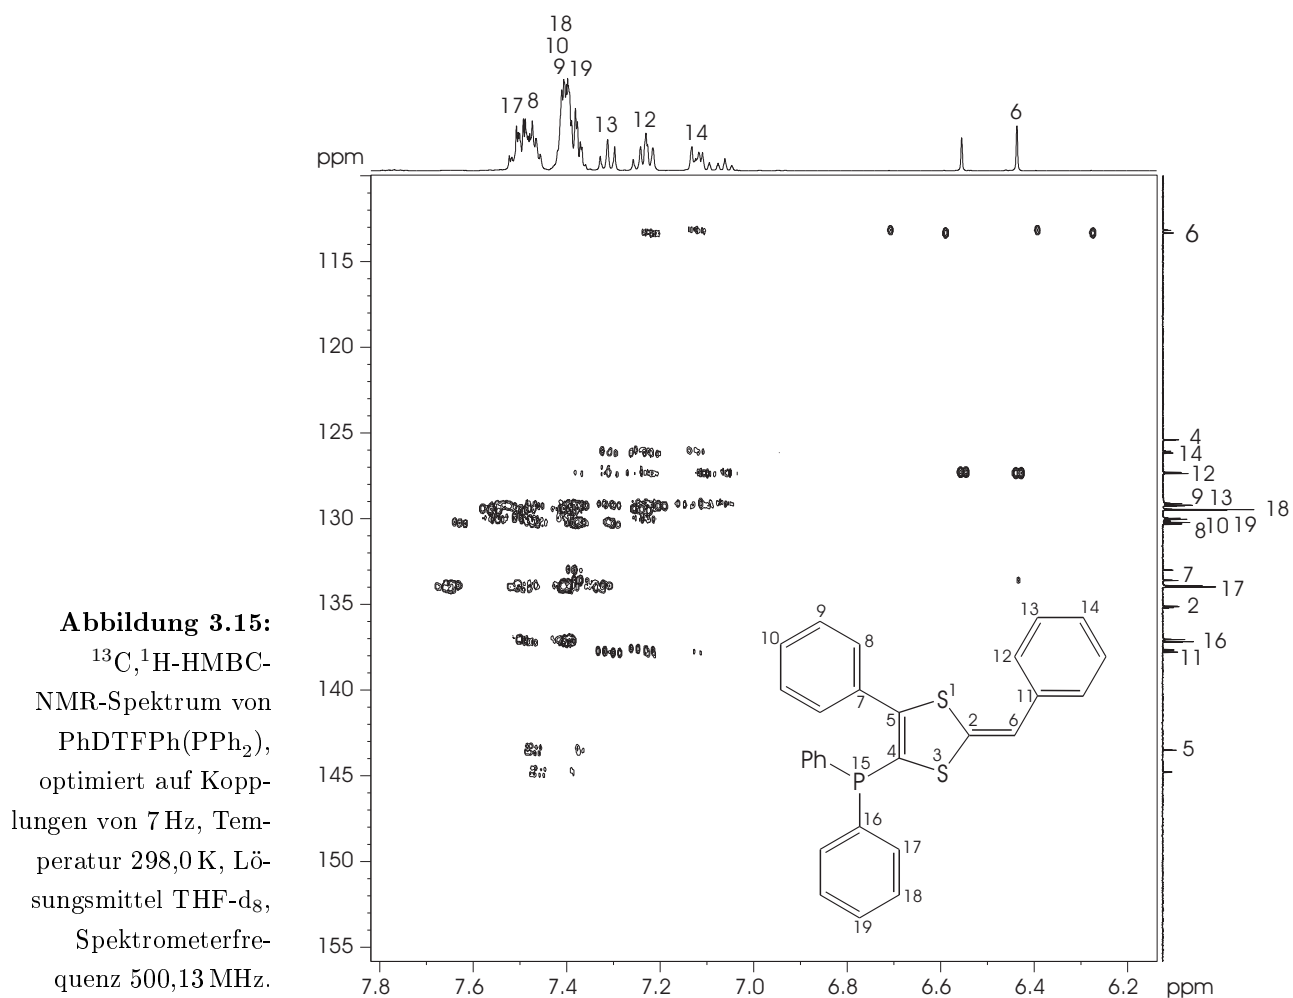 18
10
9 19
17 8
13
12
14
6
ppm
115
120
125
130
135
140
145
150
155
6
4
14
12
9 13
18
8 10 19
7
17
2
16
11
5
9
10
8
7
5
S
1
2
6
4
3
S
Ph
15
P
16
17
18
19
13
14
12
11
7.8 7.6 7.4 7.2 7.0 6.8 6.6 6.4 6.2 ppm
Abbildung 3.15:
¹³C,¹H-HMBC-
NMR-Spektrum von
PhDTFPh(PPh₂),
optimiert auf Kopp-
lungen von 7 Hz, Tem-
peratur 298,0 K, Lö-
sungsmittel THF-d₈,
Spektrometerfre-
quenz 500,13 MHz.